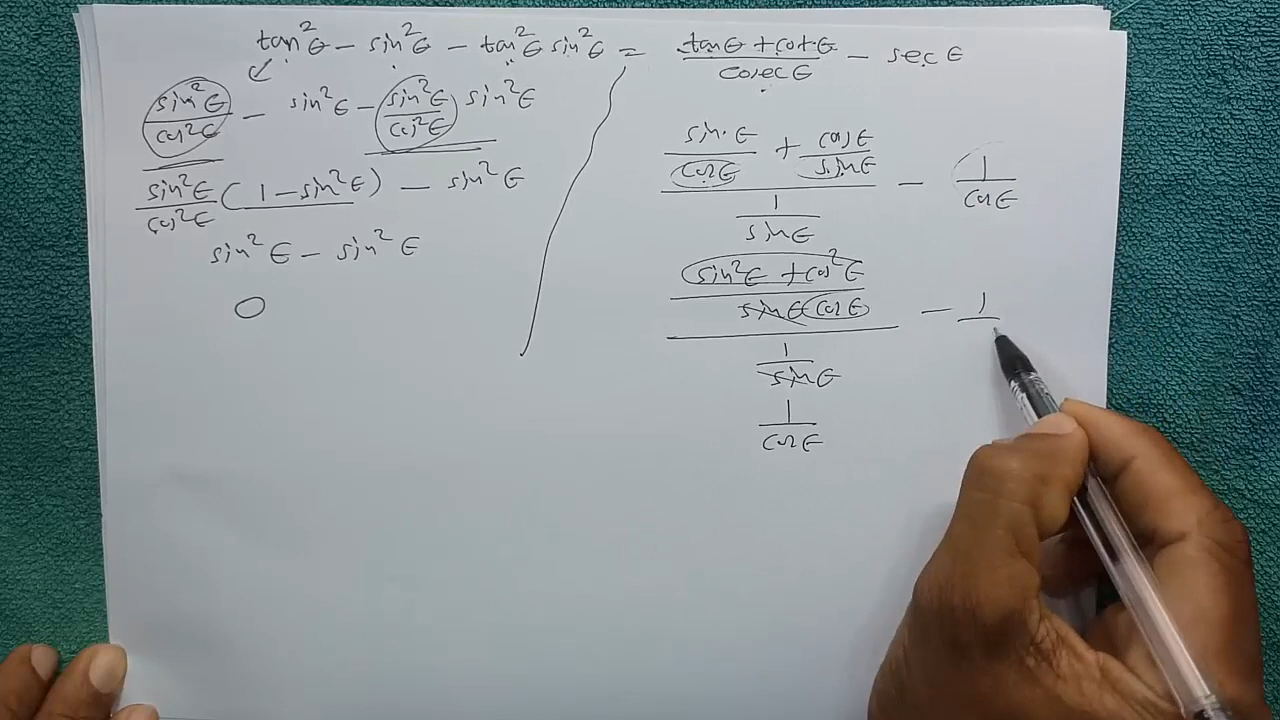 tan²θ − sin²θ − tan²θ sin²θ = (tanθ + cotθ)/(cosecθ) − secθ
sin²θ/cos²θ − sin²θ − sin²θ/cos²θ sin²θ
sin²θ/cos²θ (1 − sin²θ) − sin²θ
sin²θ − sin²θ
0
(sinθ/cosθ + cosθ/sinθ)/(1/sinθ) − 1/cosθ
((sin²θ + cos²θ)/(sinθ cosθ))/(1/sinθ) − 1
1/cosθ